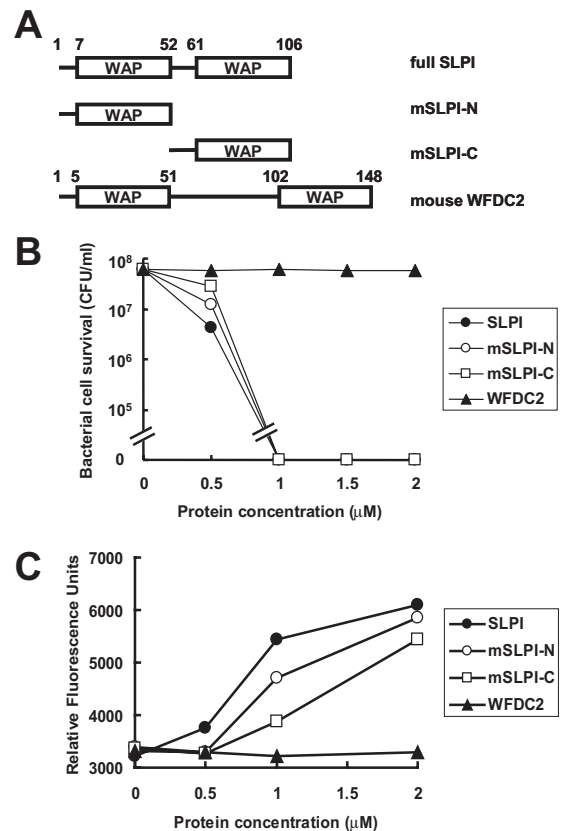 A
1 7 52 61 106
WAP WAP full SLPI
WAP mSLPI-N
WAP mSLPI-C
1 5 51 102 148
WAP WAP mouse WFDC2
B
Bacterial cell survival (CFU/ml)
10⁸
10⁷
10⁶
10⁵
0
0 0.5 1 1.5 2
Protein concentration (μM)
SLPI
mSLPI-N
mSLPI-C
WFDC2
C
Relative Fluorescence Units
7000
6000
5000
4000
3000
0 0.5 1 1.5 2
Protein concentration (μM)
SLPI
mSLPI-N
mSLPI-C
WFDC2